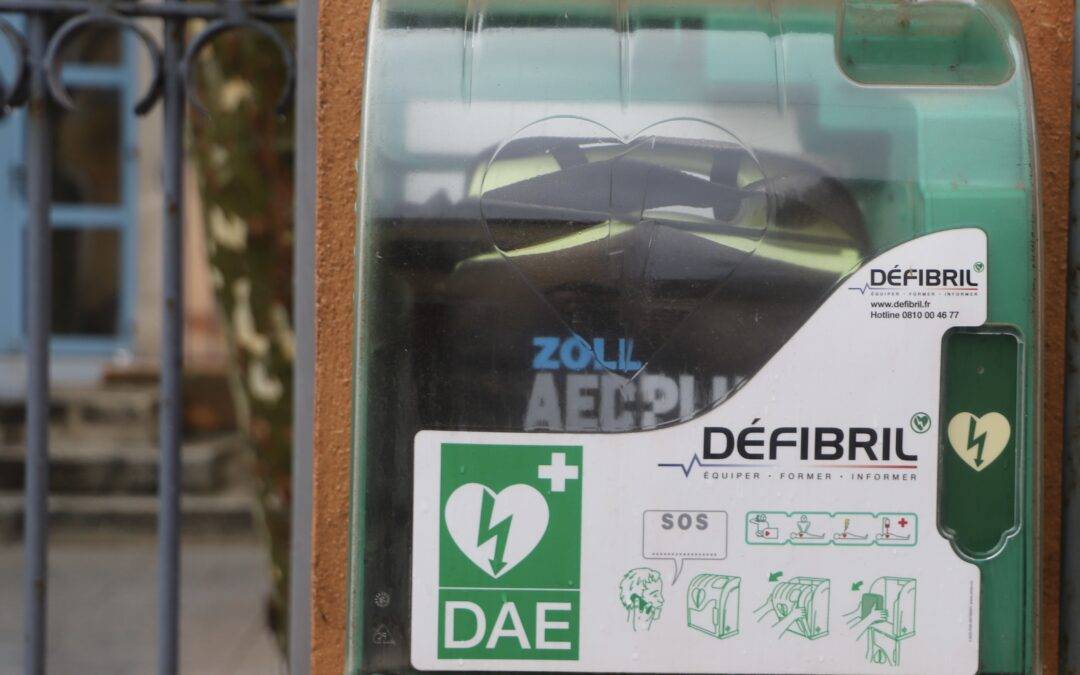 DÉFIBRIL
ÉQUIPER · FORMER · INFORMER
www.defibril.fr
Hotline 0810 00 46 77
ZOLL
DÉFIBRIL
ÉQUIPER · FORMER · INFORMER
SOS
DAE